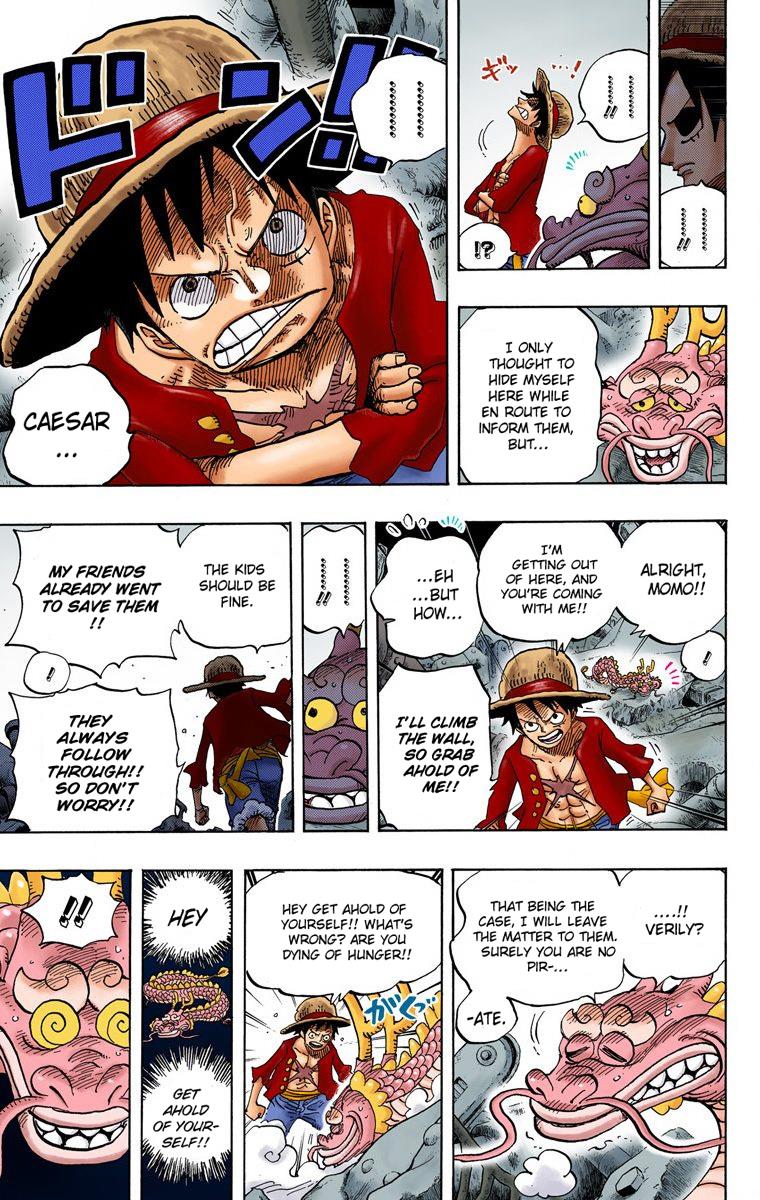 !!
!!
ギッ
…!
!?
I ONLY
THOUGHT TO
HIDE MYSELF
HERE WHILE
EN ROUTE TO
INFORM THEM,
BUT...
ドン!!
CAESAR
...
ALRIGHT,
MOMO!!
I'M
GETTING OUT
OF HERE, AND
YOU'RE COMING
WITH ME!!
!
...EH
...BUT
HOW...
I'LL CLIMB
THE WALL,
SO GRAB
AHOLD OF
ME!!
!!
THE KIDS
SHOULD BE
FINE.
MY FRIENDS
ALREADY WENT
TO SAVE THEM
!!
!
THEY
ALWAYS
FOLLOW
THROUGH!!
SO DON'T
WORRY!!
....!!
VERILY?
THAT BEING THE
CASE, I WILL LEAVE
THE MATTER TO THEM.
SURELY YOU ARE NO
PIR-...
-ATE.
HEY GET AHOLD OF
YOURSELF!! WHAT'S
WRONG? ARE YOU
DYING OF HUNGER!!
がくっ
HEY
GET
AHOLD
OF YOUR-
SELF!!
!!